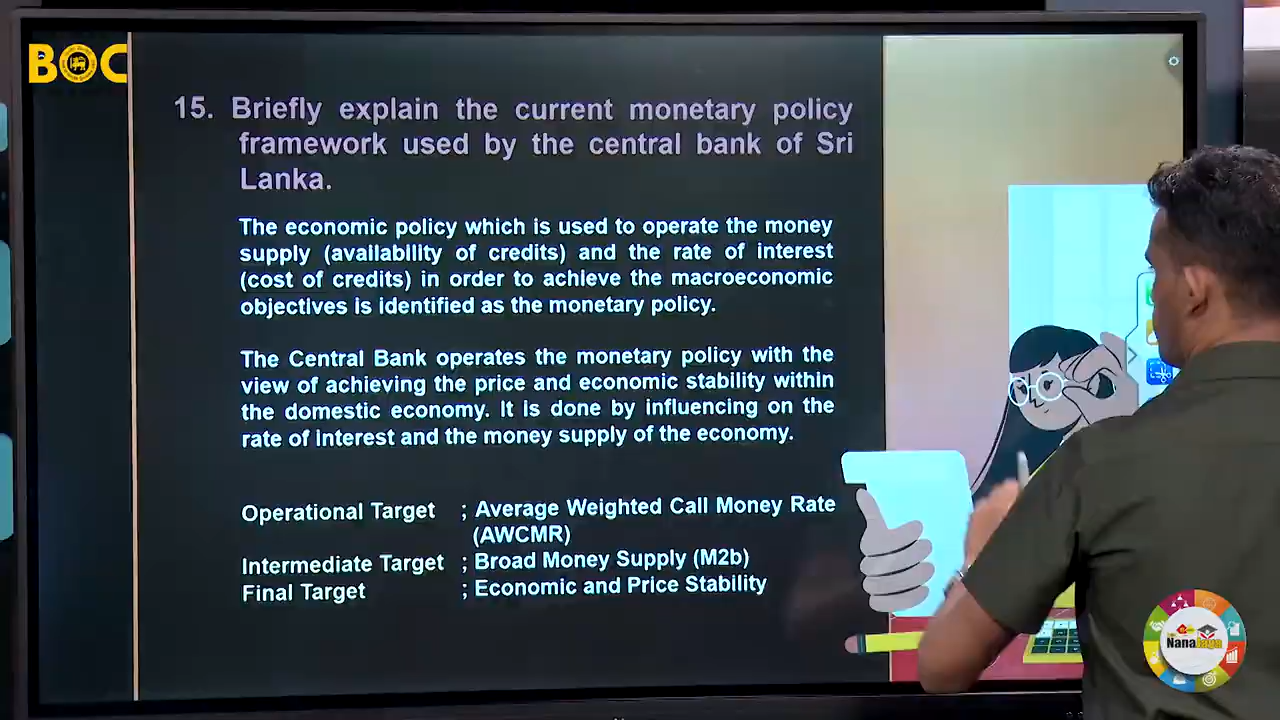 BOC
15. Briefly explain the current monetary policy
framework used by the central bank of Sri
Lanka.
The economic policy which is used to operate the money
supply (availability of credits) and the rate of interest
(cost of credits) in order to achieve the macroeconomic
objectives is identified as the monetary policy.
The Central Bank operates the monetary policy with the
view of achieving the price and economic stability within
the domestic economy. It is done by influencing on the
rate of interest and the money supply of the economy.
Operational Target ; Average Weighted Call Money Rate
(AWCMR)
Intermediate Target ; Broad Money Supply (M2b)
Final Target ; Economic and Price Stability
NanaJaya